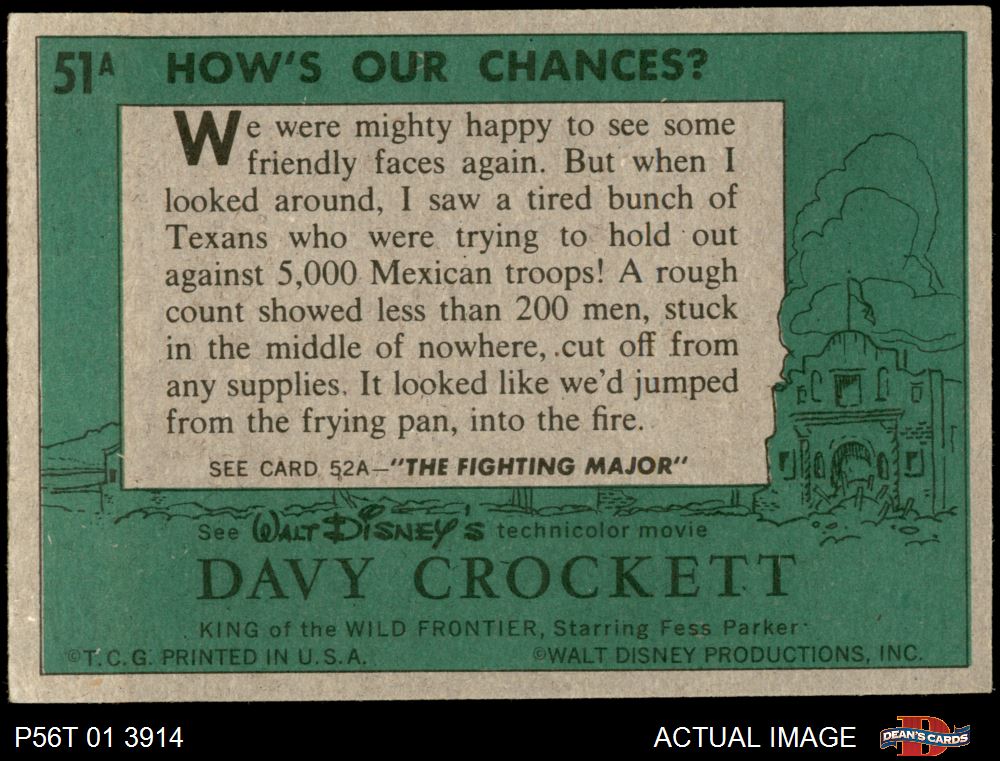 51A HOW'S OUR CHANCES?
We were mighty happy to see some
friendly faces again. But when I
looked around, I saw a tired bunch of
Texans who were trying to hold out
against 5,000 Mexican troops! A rough
count showed less than 200 men, stuck
in the middle of nowhere, cut off from
any supplies. It looked like we'd jumped
from the frying pan, into the fire.
SEE CARD 52A—"THE FIGHTING MAJOR"
See WALT DISNEY'S technicolor movie
DAVY CROCKETT
KING of the WILD FRONTIER, Starring Fess Parker
©T.C.G. PRINTED IN U.S.A. ©WALT DISNEY PRODUCTIONS, INC.
P56T 01 3914 ACTUAL IMAGE D DEAN'S CARDS